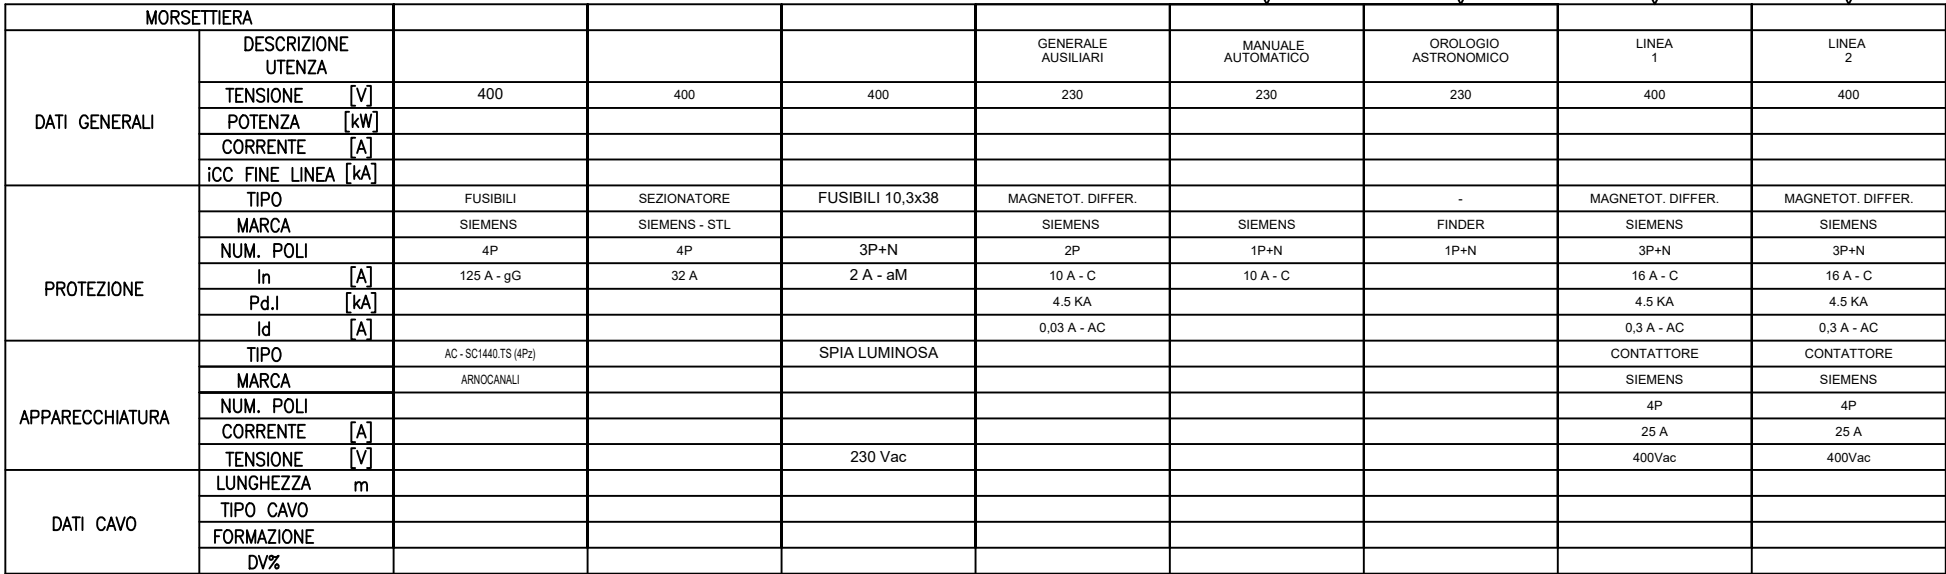 MORSETTIERA
DATI GENERALI
DESCRIZIONE
UTENZA
GENERALE
AUSILIARI
MANUALE
AUTOMATICO
OROLOGIO
ASTRONOMICO
LINEA
1
LINEA
2
TENSIONE [V] 400 400 400 230 230 230 400 400
POTENZA [kW]
CORRENTE [A]
iCC FINE LINEA [kA]
PROTEZIONE
TIPO FUSIBILI SEZIONATORE FUSIBILI 10,3x38 MAGNETOT. DIFFER. - MAGNETOT. DIFFER. MAGNETOT. DIFFER.
MARCA SIEMENS SIEMENS - STL SIEMENS SIEMENS FINDER SIEMENS SIEMENS
NUM. POLI 4P 4P 3P+N 2P 1P+N 1P+N 3P+N 3P+N
In [A] 125 A - gG 32 A 2 A - aM 10 A - C 10 A - C 16 A - C 16 A - C
Pd.I [kA] 4.5 KA 4.5 KA 4.5 KA
Id [A] 0,03 A - AC 0,3 A - AC 0,3 A - AC
APPARECCHIATURA
TIPO AC - SC1440.TS (4Pz) SPIA LUMINOSA CONTATTORE CONTATTORE
MARCA ARNOCANALI SIEMENS SIEMENS
NUM. POLI 4P 4P
CORRENTE [A] 25 A 25 A
TENSIONE [V] 230 Vac 400Vac 400Vac
DATI CAVO
LUNGHEZZA m
TIPO CAVO
FORMAZIONE
DV%